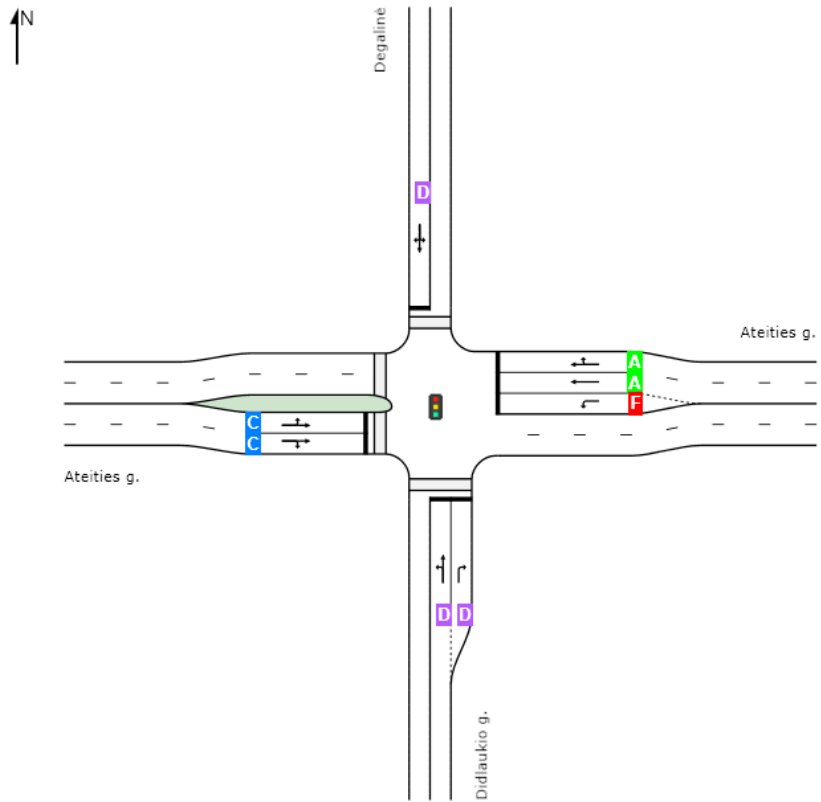 N
Degalinė
D
Ateities g.
A
A
F
C
C
Ateities g.
D D
Didlaukio g.